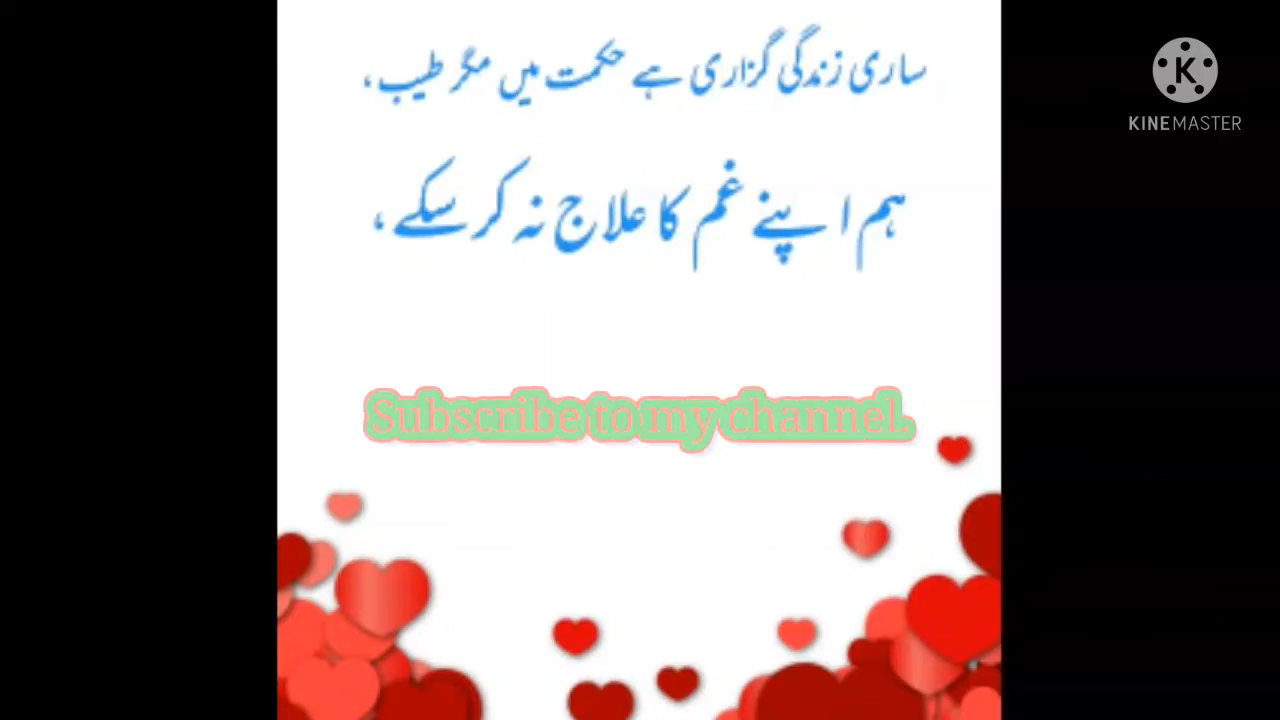 ساری زندگی گزاری ہے حکمت میں مگر طبیب،
KINEMASTER
ہم اپنے غم کا علاج نہ کر سکے،
Subscribe to my channel.